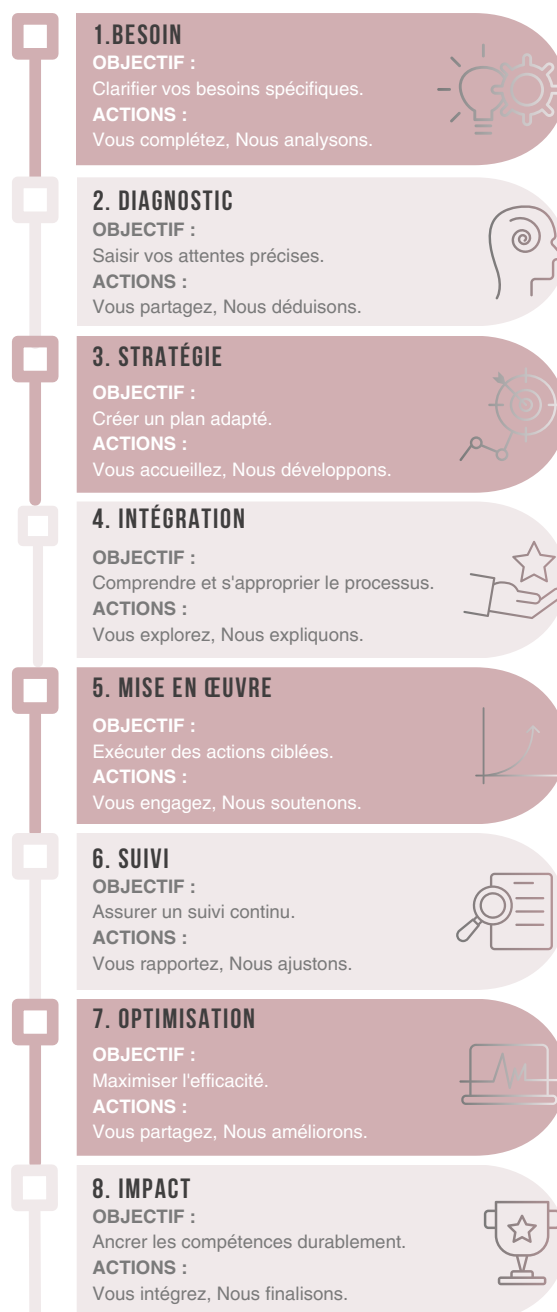 1.BESOIN
OBJECTIF :
Clarifier vos besoins spécifiques.
ACTIONS :
Vous complétez, Nous analysons.
2. DIAGNOSTIC
OBJECTIF :
Saisir vos attentes précises.
ACTIONS :
Vous partagez, Nous déduisons.
3. STRATÉGIE
OBJECTIF :
Créer un plan adapté.
ACTIONS :
Vous accueillez, Nous développons.
4. INTÉGRATION
OBJECTIF :
Comprendre et s'approprier le processus.
ACTIONS :
Vous explorez, Nous expliquons.
5. MISE EN ŒUVRE
OBJECTIF :
Exécuter des actions ciblées.
ACTIONS :
Vous engagez, Nous soutenons.
6. SUIVI
OBJECTIF :
Assurer un suivi continu.
ACTIONS :
Vous rapportez, Nous ajustons.
7. OPTIMISATION
OBJECTIF :
Maximiser l'efficacité.
ACTIONS :
Vous partagez, Nous améliorons.
8. IMPACT
OBJECTIF :
Ancrer les compétences durablement.
ACTIONS :
Vous intégrez, Nous finalisons.